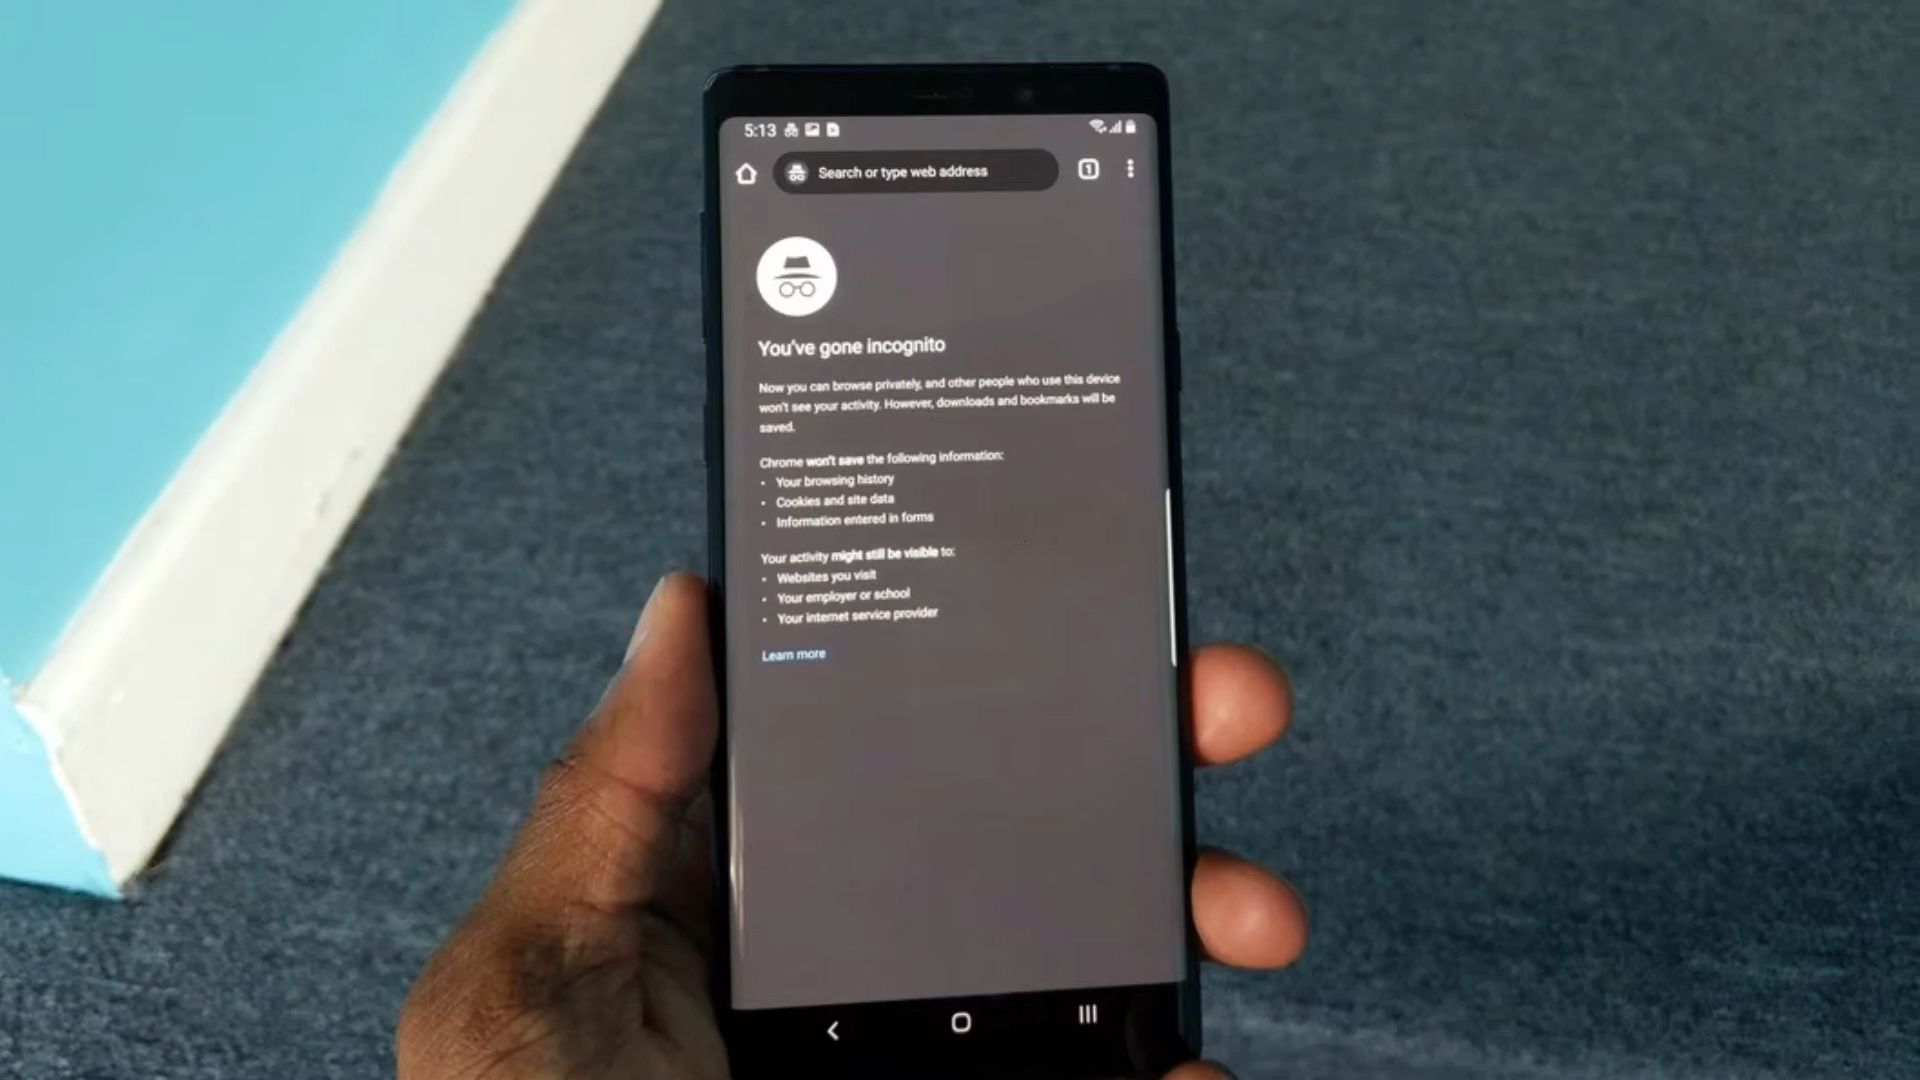 5:13
Search or type web address
1
You've gone incognito
Now you can browse privately, and other people who use this device
won't see your activity. However, downloads and bookmarks will be
saved.
Chrome won't save the following information:
• Your browsing history
• Cookies and site data
• Information entered in forms
Your activity might still be visible to:
• Websites you visit
• Your employer or school
• Your internet service provider
Learn more